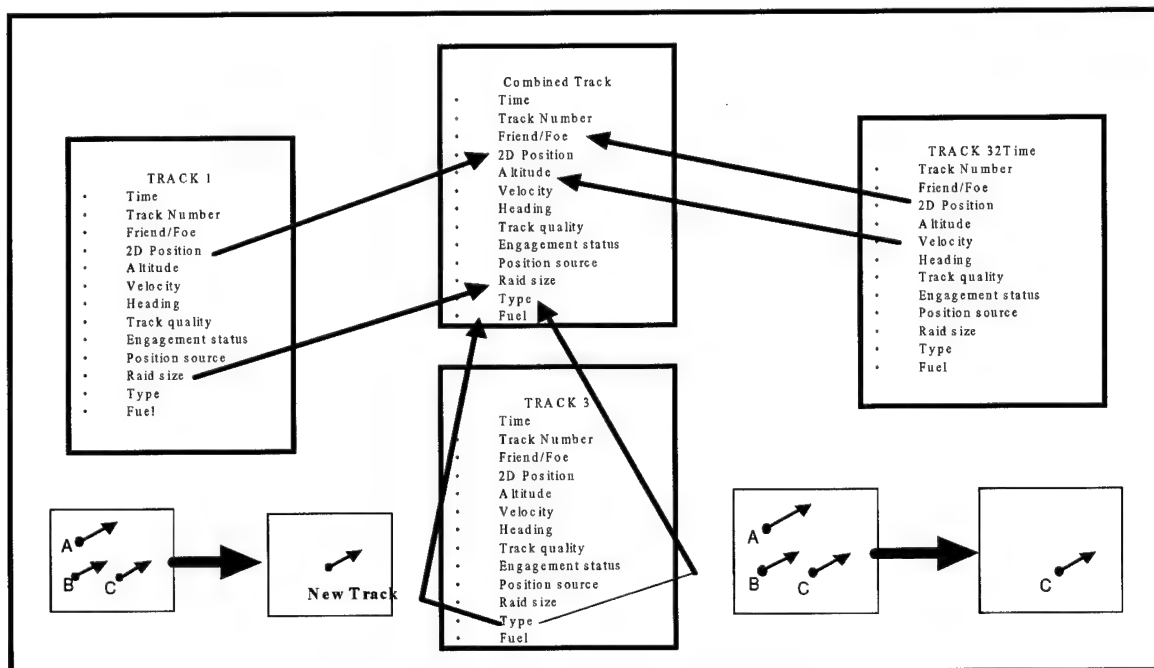 Combined Track
• Time
• Track Number
• Friend/Foe
• 2D Position
• Altitude
• Velocity
• Heading
• Track quality
• Engagement status
• Position source
• Raid size
• Type
• Fuel
TRACK 1
• Time
• Track Number
• Friend/Foe
• 2D Position
• Altitude
• Velocity
• Heading
• Track quality
• Engagement status
• Position source
• Raid size
• Type
• Fuel
TRACK 32Time
• Track Number
• Friend/Foe
• 2D Position
• Altitude
• Velocity
• Heading
• Track quality
• Engagement status
• Position source
• Raid size
• Type
• Fuel
TRACK 3
• Time
• Track Number
• Friend/Foe
• 2D Position
• Altitude
• Velocity
• Heading
• Track quality
• Engagement status
• Position source
• Raid size
• Type
• Fuel
A
B C
New Track
A
B C
C